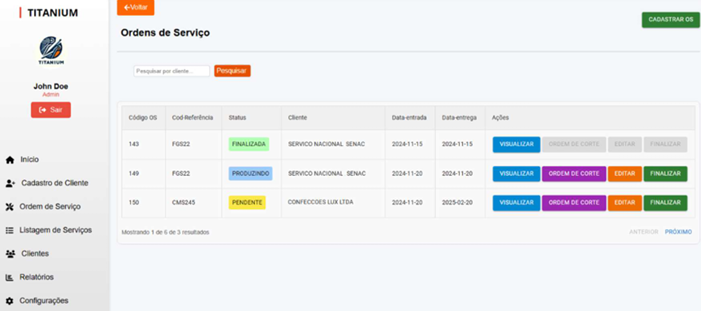 TITANIUM
TITANIUM
John Doe
Admin
Sair
Início
Cadastro de Cliente
Ordem de Serviço
Listagem de Serviços
Clientes
Relatórios
Configurações
Voltar
Ordens de Serviço
CADASTRAR OS
Pesquisar por cliente...
Pesquisar
Código OS Cod-Referência Status Cliente Data-entrada Data-entrega Ações
143 FGS22 FINALIZADA SERVICO NACIONAL SENAC 2024-11-15 2024-11-15 VISUALIZAR ORDEM DE CORTE EDITAR FINALIZAR
149 FGS22 PRODUZINDO SERVICO NACIONAL SENAC 2024-11-20 2024-11-20 VISUALIZAR ORDEM DE CORTE EDITAR FINALIZAR
150 CMS245 PENDENTE CONFECCOES LUX LTDA 2024-11-20 2025-02-20 VISUALIZAR ORDEM DE CORTE EDITAR FINALIZAR
Mostrando 1 de 6 de 3 resultados
ANTERIOR PRÓXIMO